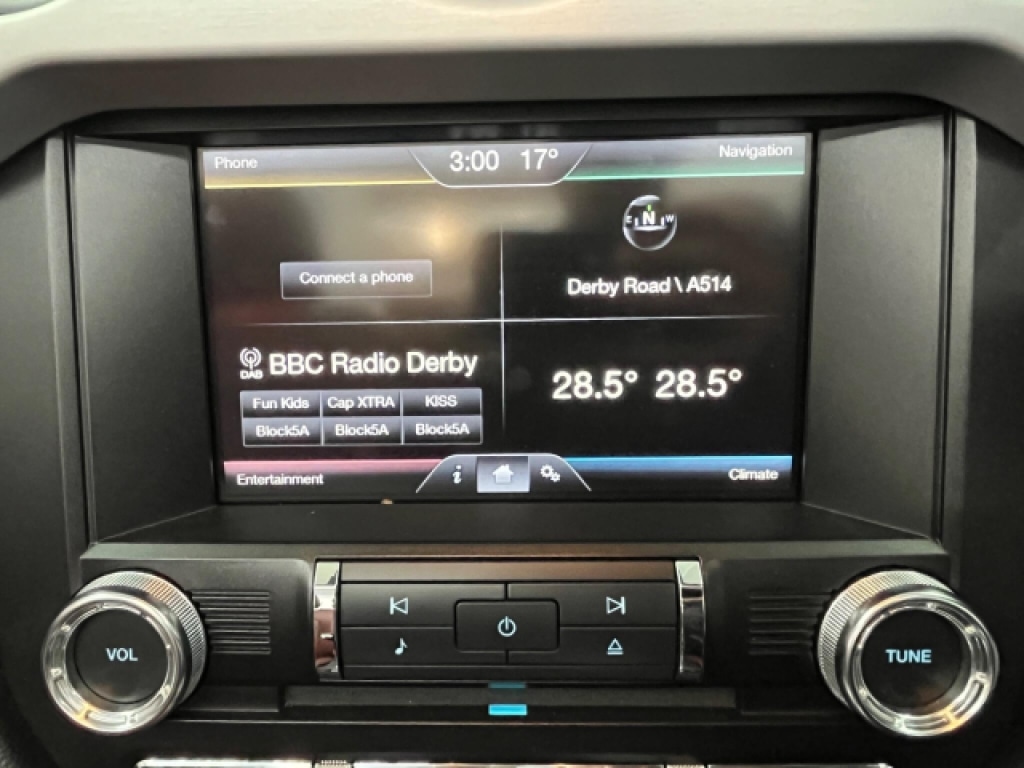 Phone
3:00 17°
Navigation
E N W
Connect a phone
Derby Road \ A514
DAB BBC Radio Derby
28.5° 28.5°
Fun Kids Cap XTRA KISS
Block5A Block5A Block5A
Entertainment
i
Climate
VOL
TUNE